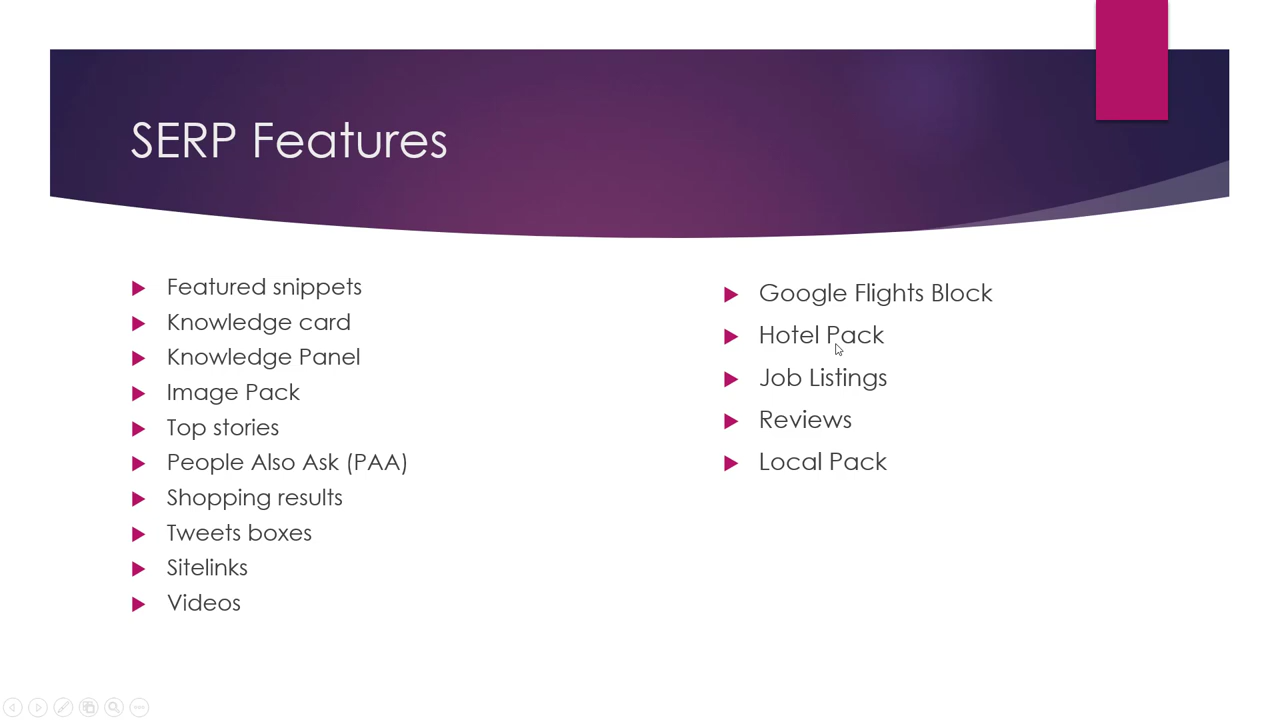 SERP Features
Featured snippets
Knowledge card
Knowledge Panel
Image Pack
Top stories
People Also Ask (PAA)
Shopping results
Tweets boxes
Sitelinks
Videos
Google Flights Block
Hotel Pack
Job Listings
Reviews
Local Pack